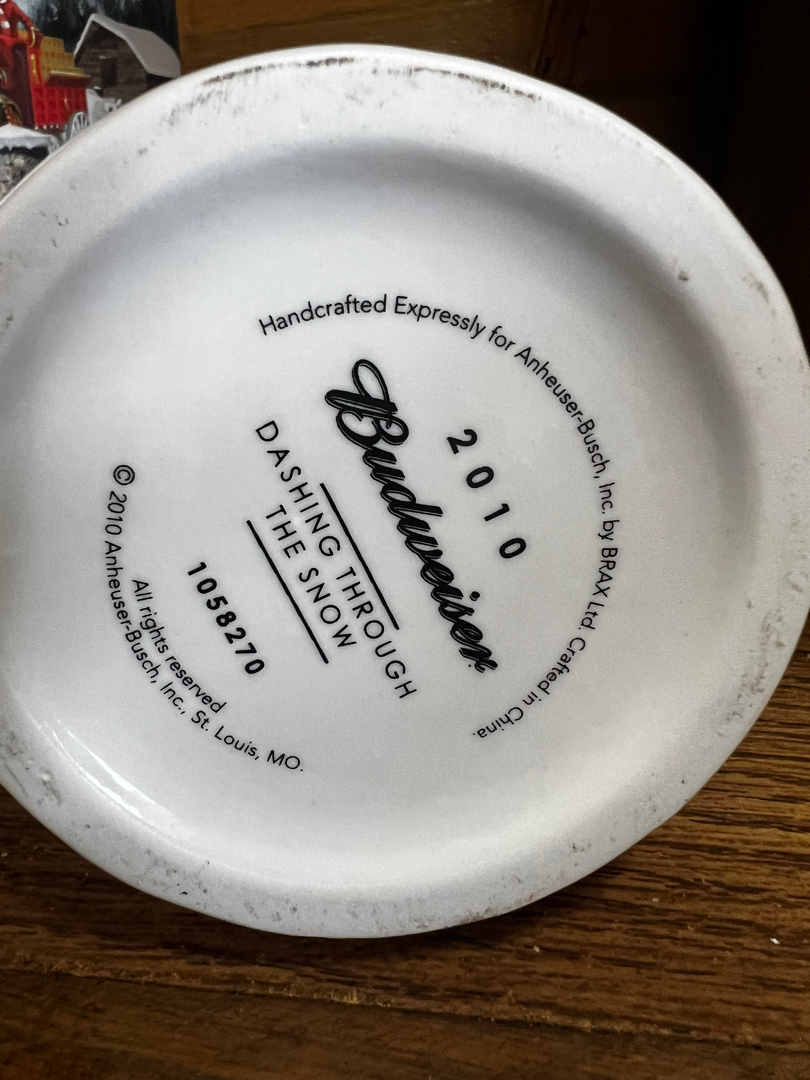 Handcrafted Expressly for Anheuser-Busch, Inc. by BRAX Ltd. Crafted in China.
2010
Budweiser
DASHING THROUGH
THE SNOW
1058270
All rights reserved
© 2010 Anheuser-Busch, Inc., St. Louis, MO.